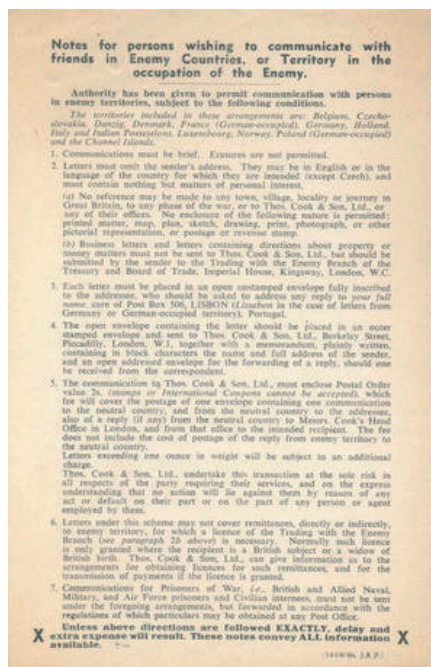 Notes for persons wishing to communicate with
friends in Enemy Countries, or Territory in the
occupation of the Enemy.
Authority has been given to permit communication with persons
in enemy territories, subject to the following conditions.
The territories included in these arrangements are: Belgium, Czecho-
slovakia, Danzig, Denmark, France (German-occupied), Germany, Holland,
Italy and Italian Possessions, Luxembourg, Norway, Poland (German-occupied)
and the Channel Islands.
1. Communications must be brief. Erasures are not permitted.
2. Letters must omit the sender's address. They may be in English or in the
language of the country for which they are intended (except Czech), and
must contain nothing but matters of personal interest.
(a) No reference may be made to any town, village, locality or journey in
Great Britain, to any phase of the war, or to Thos. Cook & Son, Ltd., or
any of their offices. No enclosure of the following nature is permitted:
printed matter, map, plan, sketch, drawing, print, photograph, or other
pictorial representation, or postage or revenue stamp.
(b) Business letters and letters containing directions about property or
money matters must not be sent to Thos. Cook & Son, Ltd., but should be
submitted by the sender to the Trading with the Enemy Branch of the
Treasury and Board of Trade, Imperial House, Kingsway, London, W.C.
3. Each letter must be placed in an open unstamped envelope fully inscribed
to the addressee, who should be asked to address any reply to your full
name, care of Post Box 506, LISBON (Lissabon in the case of letters from
Germany or German-occupied territory), Portugal.
4. The open envelope containing the letter should be placed in an outer
stamped envelope and sent to Thos. Cook & Son, Ltd., Berkeley Street,
Piccadilly, London, W.1, together with a memorandum, plainly written,
containing in block characters the name and full address of the sender,
and an open addressed envelope for the forwarding of a reply, should one
be received from the correspondent.
5. The communication to Thos. Cook & Son, Ltd., must enclose Postal Order
value 2s. (stamps or International Coupons cannot be accepted), which
fee will cover the postage of one envelope containing one communication
to the neutral country, and from the neutral country to the addressee,
also of a reply (if any) from the neutral country to Messrs. Cook's Head
Office in London, and from that office to the intended recipient. The fee
does not include the cost of postage of the reply from enemy territory to
the neutral country.
Letters exceeding one ounce in weight will be subject to an additional
charge.
Thos. Cook & Son, Ltd., undertake this transaction at the sole risk in
all respects of the party requiring their services, and on the express
understanding that no action will lie against them by reason of any
act or default on their part or on the part of any person or agent
employed by them.
6. Letters under this scheme may not cover remittances, directly or indirectly,
to enemy territory, for which a licence of the Trading with the Enemy
Branch (see paragraph 2b above) is necessary. Normally such licence
is only granted where the recipient is a British subject or a widow of
British birth. Thos. Cook & Son, Ltd., can give information as to the
arrangements for obtaining licences for such remittances, and for the
transmission of payments if the licence is granted.
7. Communications for Prisoners of War, i.e., British and Allied Naval,
Military, and Air Force prisoners and Civilian internees, must not be sent
under the foregoing arrangements, but forwarded in accordance with the
regulations of which particulars may be obtained at any Post Office.
X Unless above directions are followed EXACTLY, delay and
extra expense will result. These notes convey ALL information X
available.